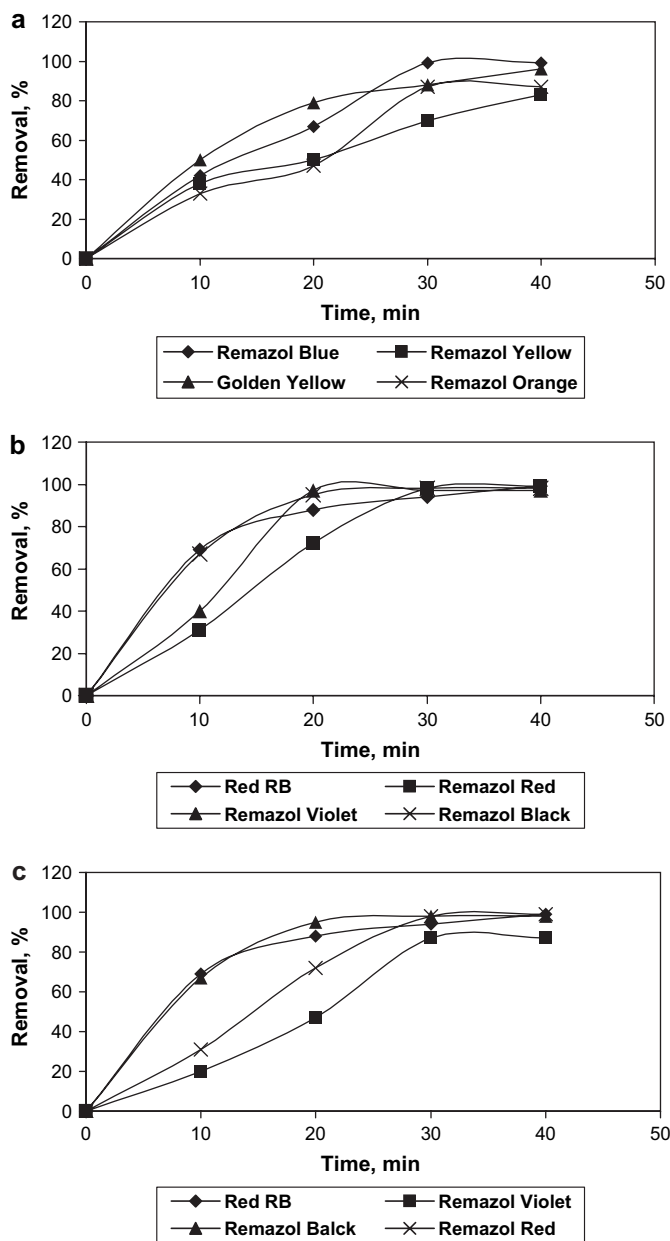 a
120
100
80
60
40
20
0
Removal, %
0 10 20 30 40 50
Time, min
Remazol Blue Remazol Yellow
Golden Yellow Remazol Orange
b
120
100
80
60
40
20
0
Removal, %
0 10 20 30 40 50
Time, min
Red RB Remazol Red
Remazol Violet Remazol Black
c
120
100
80
60
40
20
0
Removal, %
0 10 20 30 40 50
Time, min
Red RB Remazol Violet
Remazol Balck Remazol Red